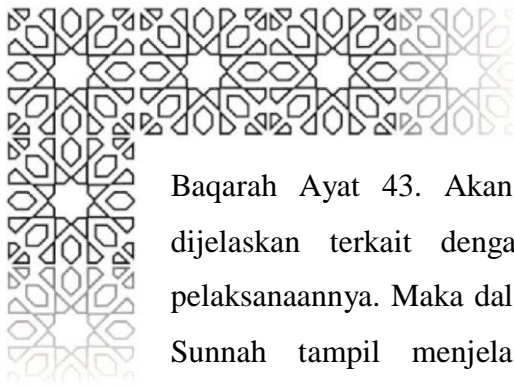 Baqarah Ayat 43. Akan
dijelaskan terkait denga
pelaksanaannya. Maka dal
Sunnah tampil menjela